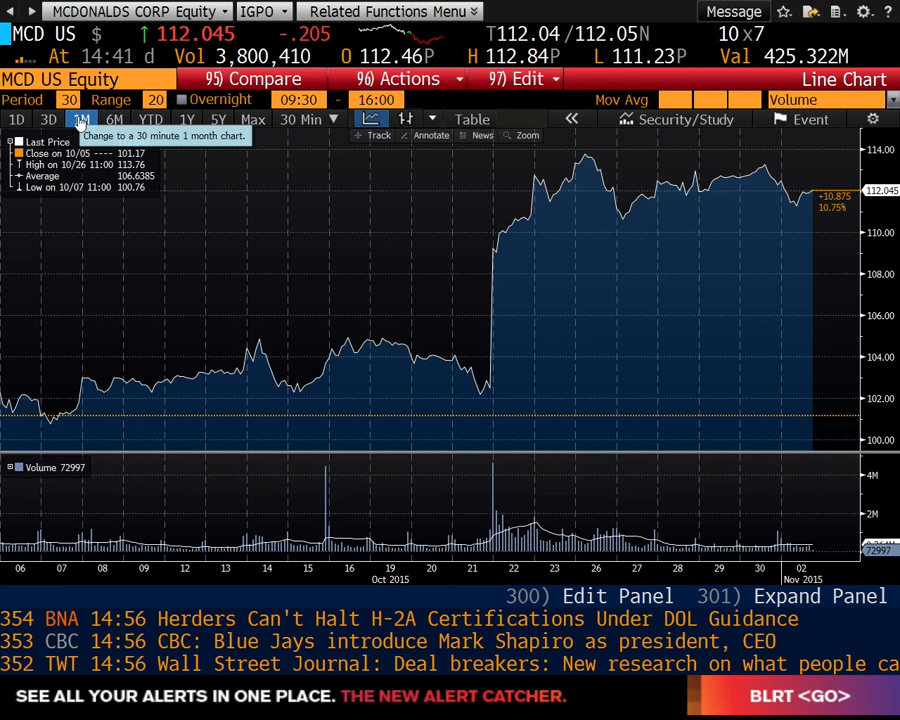 MCDONALDS CORP Equity IGPO Related Functions Menu Message
MCD US $ ↑ 112.045 -.205 T112.04 /112.05N 10 x 7
At 14:41 d Vol 3,800,410 O 112.46P H 112.84P L 111.23P Val 425.322M
MCD US Equity 95) Compare 96) Actions 97) Edit Line Chart
Period 30 Range 20 Overnight 09:30 - 16:00 Mov Avg Volume
1D 3D 1M 6M YTD 1Y 5Y Max 30 Min Table Security/Study Event
Change to a 30 minute 1 month chart.
Track Annotate News Zoom
Last Price
Close on 10/05 ---- 101.17
High on 10/26 11:00 113.76
Average 106.6385
Low on 10/07 11:00 100.76
114.00
112.045
+10.875
10.75%
110.00
108.00
106.00
104.00
102.00
100.00
Volume 72997
4M
2M
72997
06 07 08 09 12 13 14 15 16 19 20 21 22 23 26 27 28 29 30 02
Oct 2015 Nov 2015
300) Edit Panel 301) Expand Panel
354 BNA 14:56 Herders Can't Halt H-2A Certifications Under DOL Guidance
353 CBC 14:56 CBC: Blue Jays introduce Mark Shapiro as president, CEO
352 TWT 14:56 Wall Street Journal: Deal breakers: New research on what people ca
SEE ALL YOUR ALERTS IN ONE PLACE. THE NEW ALERT CATCHER. BLRT <GO>